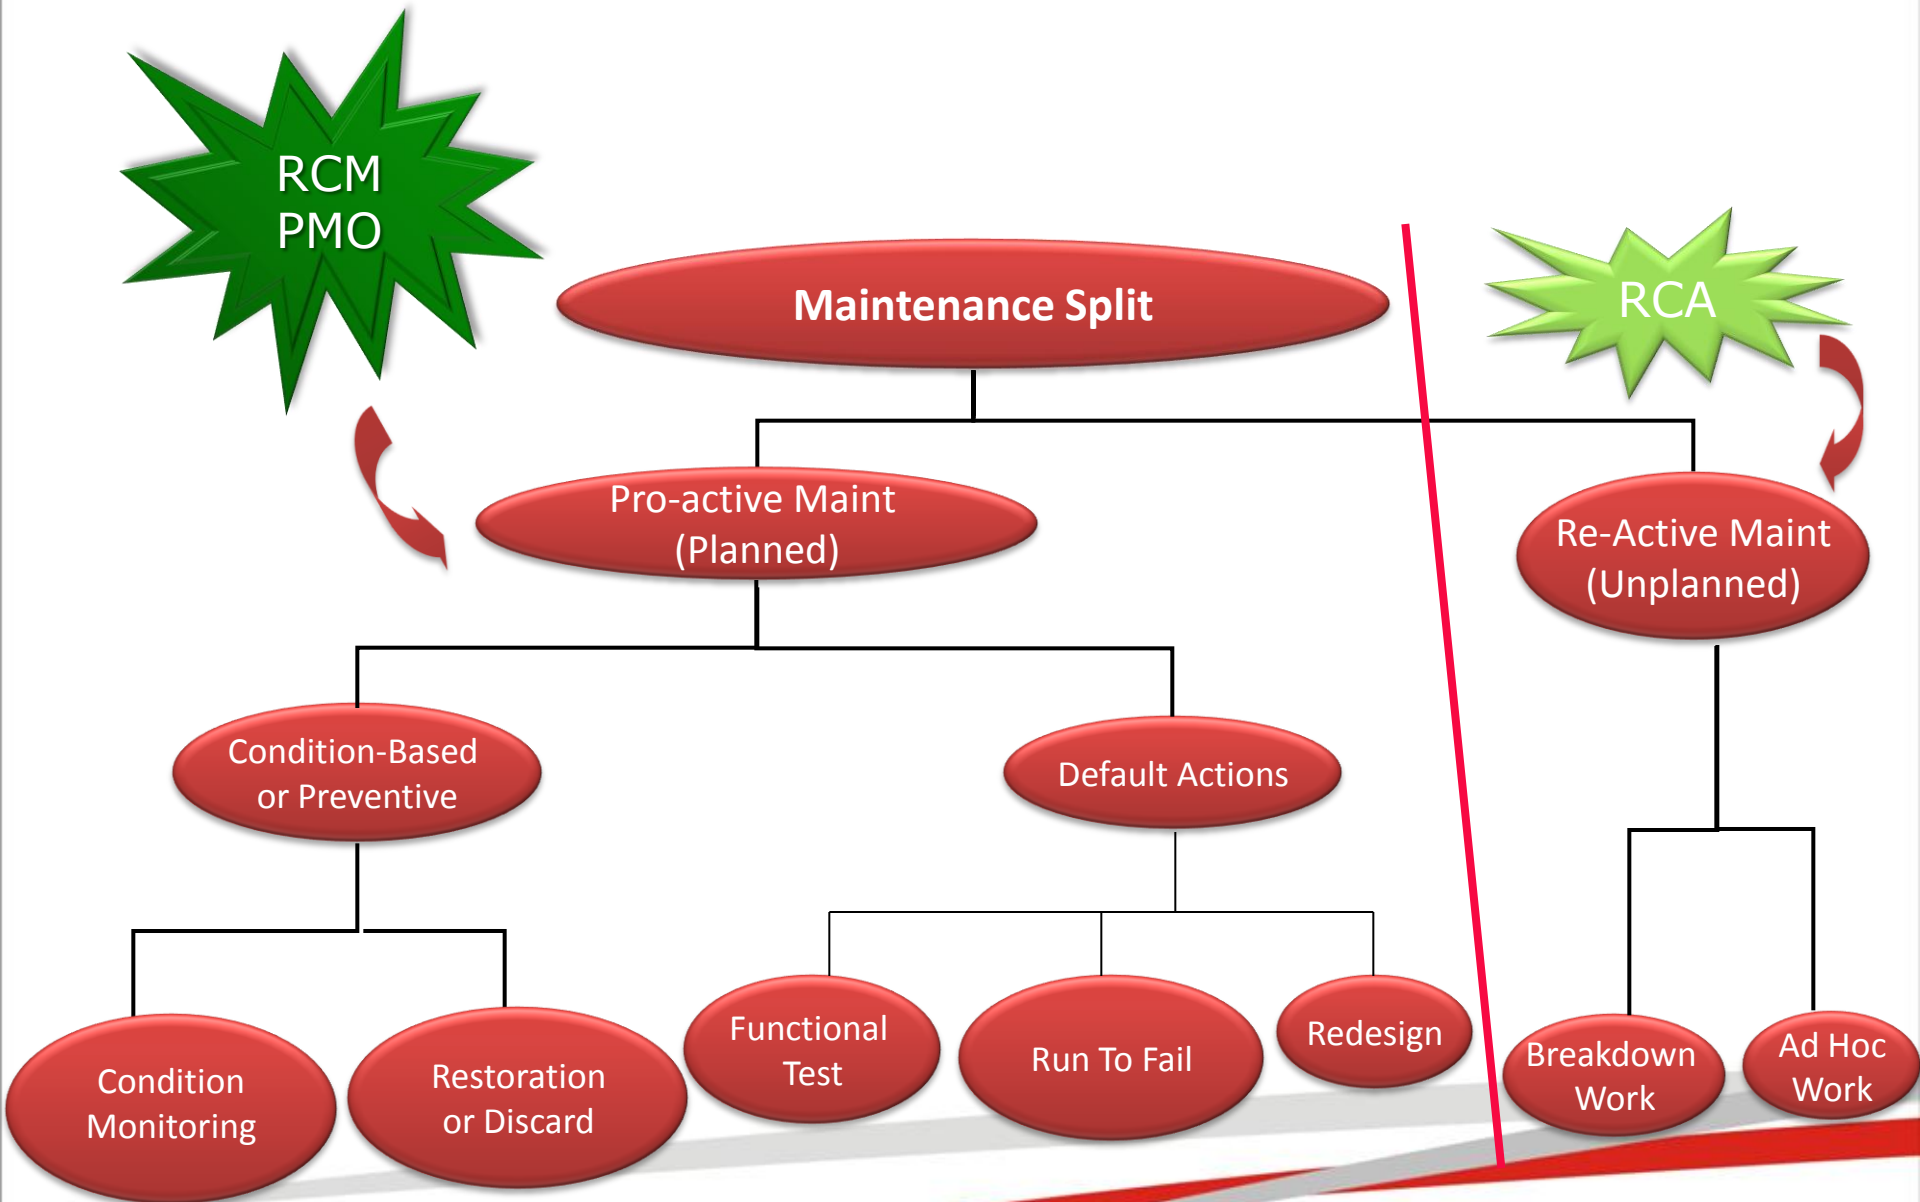 RCM
PMO
Maintenance Split
RCA
Pro-active Maint
(Planned)
Re-Active Maint
(Unplanned)
Condition-Based
or Preventive
Default Actions
Condition
Monitoring
Restoration
or Discard
Functional
Test
Run To Fail
Redesign
Breakdown
Work
Ad Hoc
Work